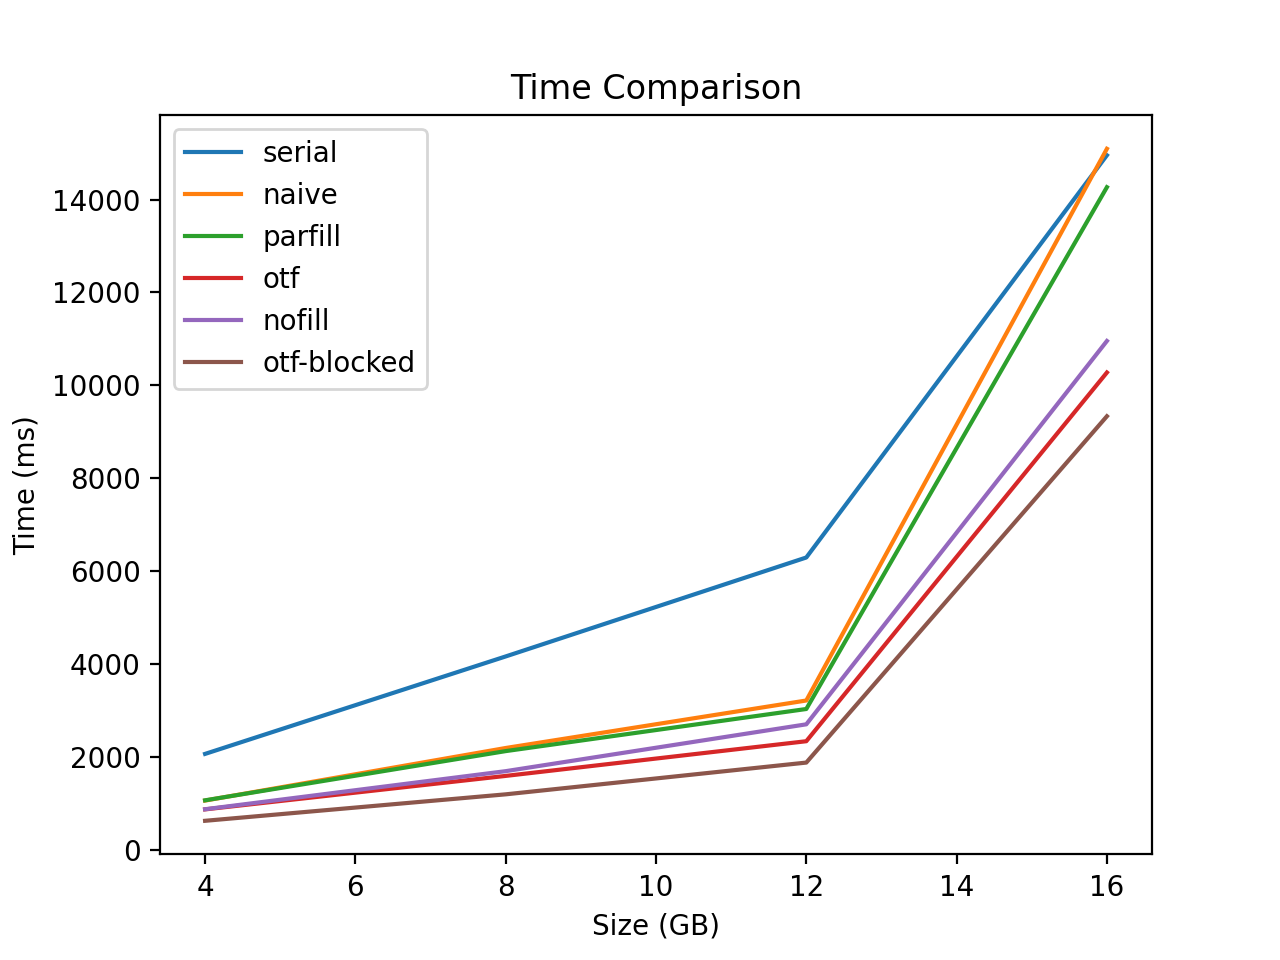 Time Comparison
serial
naive
parfill
otf
nofill
otf-blocked
14000
12000
10000
8000
6000
4000
2000
0
Time (ms)
4 6 8 10 12 14 16
Size (GB)